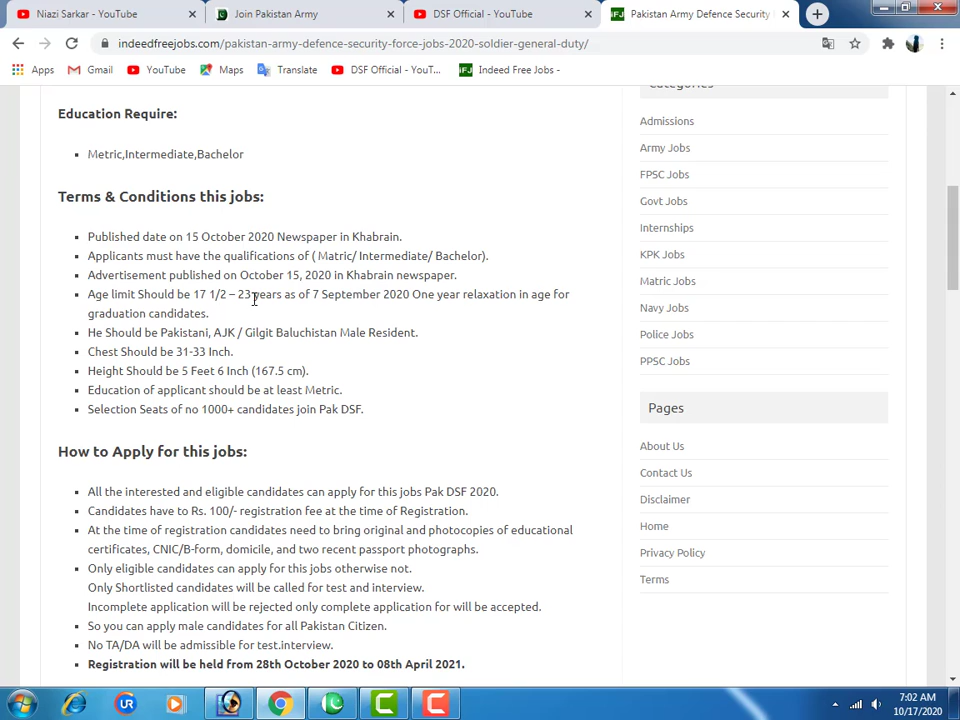 Niazi Sarkar - YouTube
Join Pakistan Army
DSF Official - YouTube
Pakistan Army Defence Security
indeedfreejobs.com/pakistan-army-defence-security-force-jobs-2020-soldier-general-duty/
Apps
Gmail
YouTube
Maps
Translate
DSF Official - YouT...
IFJ
Indeed Free Jobs -
Education Require:
Metric,Intermediate,Bachelor
Terms & Conditions this jobs:
Published date on 15 October 2020 Newspaper in Khabrain.
Applicants must have the qualifications of ( Matric/ Intermediate/ Bachelor).
Advertisement published on October 15, 2020 in Khabrain newspaper.
Age limit Should be 17 1/2 – 23 years as of 7 September 2020 One year relaxation in age for
graduation candidates.
He Should be Pakistani, AJK / Gilgit Baluchistan Male Resident.
Chest Should be 31-33 Inch.
Height Should be 5 Feet 6 Inch (167.5 cm).
Education of applicant should be at least Metric.
Selection Seats of no 1000+ candidates join Pak DSF.
How to Apply for this jobs:
All the interested and eligible candidates can apply for this jobs Pak DSF 2020.
Candidates have to Rs. 100/- registration fee at the time of Registration.
At the time of registration candidates need to bring original and photocopies of educational
certificates, CNIC/B-form, domicile, and two recent passport photographs.
Only eligible candidates can apply for this jobs otherwise not.
Only Shortlisted candidates will be called for test and interview.
Incomplete application will be rejected only complete application for will be accepted.
So you can apply male candidates for all Pakistan Citizen.
No TA/DA will be admissible for test.interview.
Registration will be held from 28th October 2020 to 08th April 2021.
Categories
Admissions
Army Jobs
FPSC Jobs
Govt Jobs
Internships
KPK Jobs
Matric Jobs
Navy Jobs
Police Jobs
PPSC Jobs
Pages
About Us
Contact Us
Disclaimer
Home
Privacy Policy
Terms
UR
7:02 AM
10/17/2020